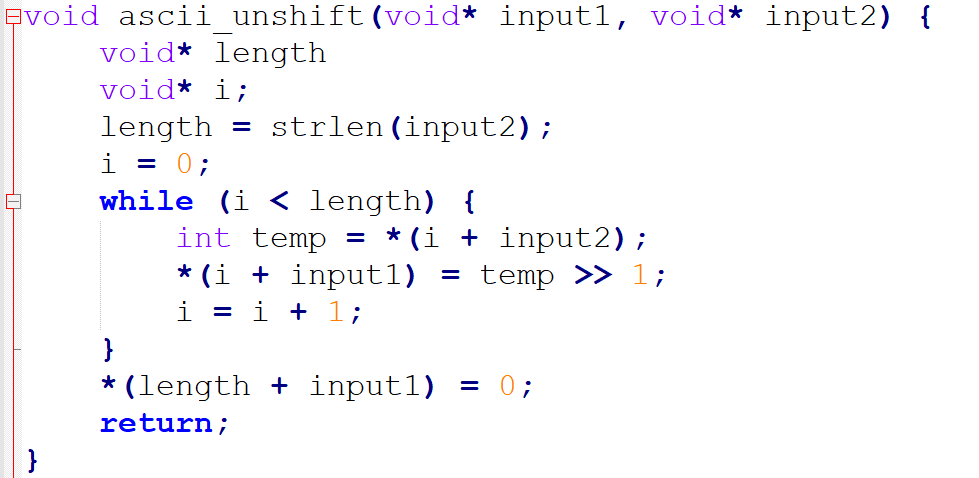 void ascii_unshift(void* input1, void* input2) {
void* length
void* i;
length = strlen(input2);
i = 0;
while (i < length) {
int temp = *(i + input2);
*(i + input1) = temp >> 1;
i = i + 1;
}
*(length + input1) = 0;
return;
}